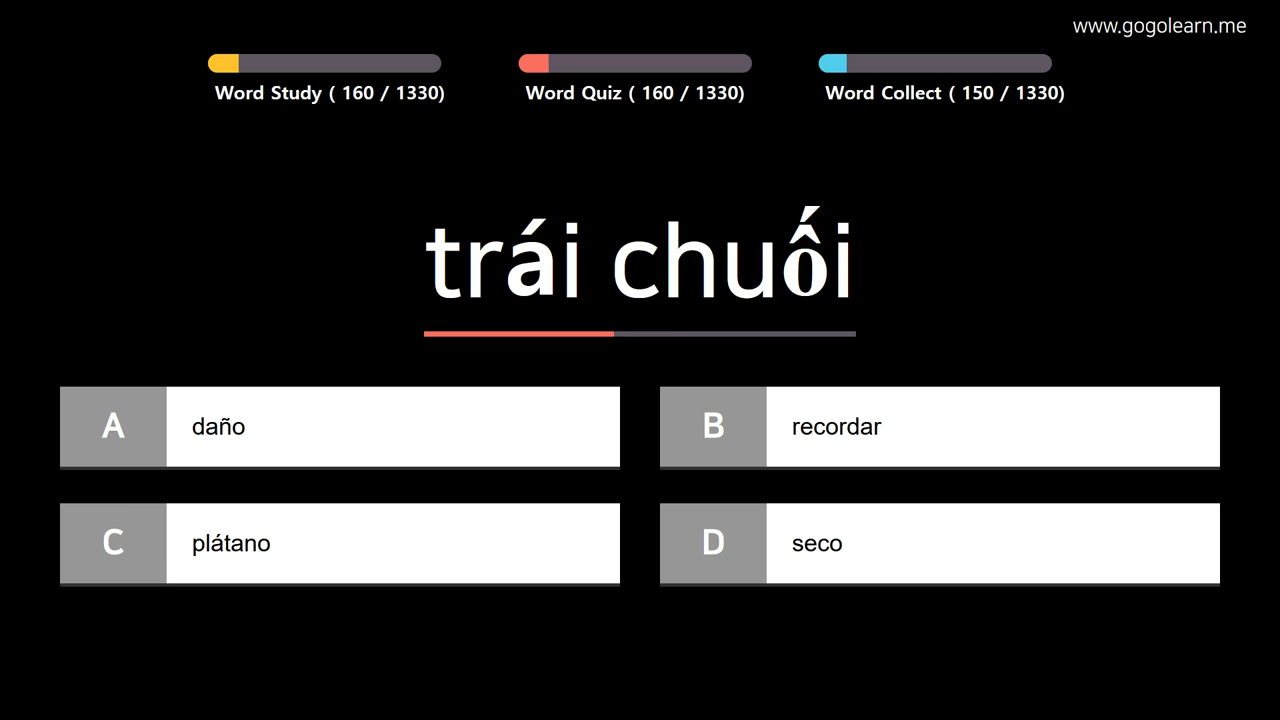 www.gogolearn.me
Word Study ( 160 / 1330)
Word Quiz ( 160 / 1330)
Word Collect ( 150 / 1330)
trái chuối
A
daño
B
recordar
C
plátano
D
seco